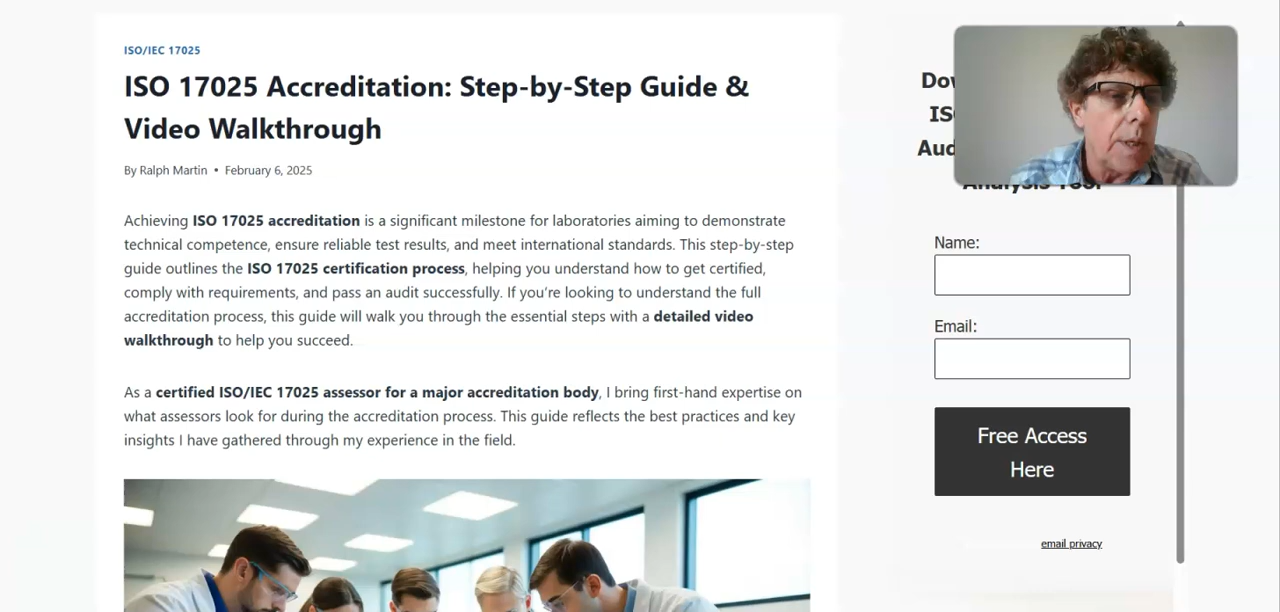 ISO/IEC 17025
ISO 17025 Accreditation: Step-by-Step Guide &
Video Walkthrough
By Ralph Martin • February 6, 2025
Achieving ISO 17025 accreditation is a significant milestone for laboratories aiming to demonstrate
technical competence, ensure reliable test results, and meet international standards. This step-by-step
guide outlines the ISO 17025 certification process, helping you understand how to get certified,
comply with requirements, and pass an audit successfully. If you're looking to understand the full
accreditation process, this guide will walk you through the essential steps with a detailed video
walkthrough to help you succeed.
As a certified ISO/IEC 17025 assessor for a major accreditation body, I bring first-hand expertise on
what assessors look for during the accreditation process. This guide reflects the best practices and key
insights I have gathered through my experience in the field.
Analysis Tool
Name:
Email:
Free Access
Here
email privacy